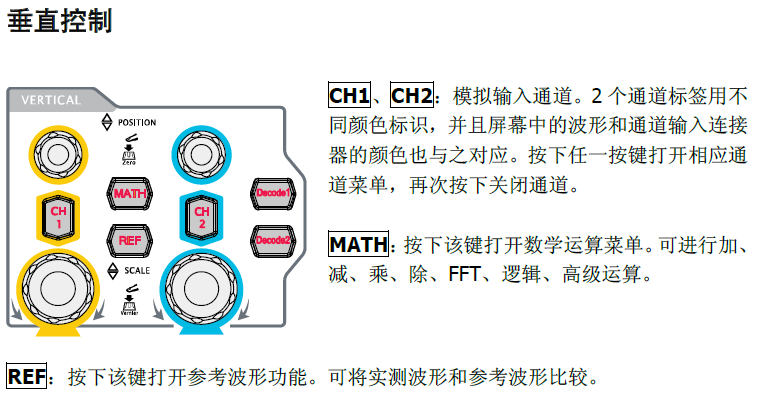 垂直控制
VERTICAL
POSITION
Zero
MATH
Decode1
CH
1
CH
2
REF
Decode2
SCALE
Vernier
CH1、CH2：模拟输入通道。2 个通道标签用不
同颜色标识，并且屏幕中的波形和通道输入连接
器的颜色也与之对应。按下任一按键打开相应通
道菜单，再次按下关闭通道。
MATH：按下该键打开数学运算菜单。可进行加、
减、乘、除、FFT、逻辑、高级运算。
REF：按下该键打开参考波形功能。可将实测波形和参考波形比较。